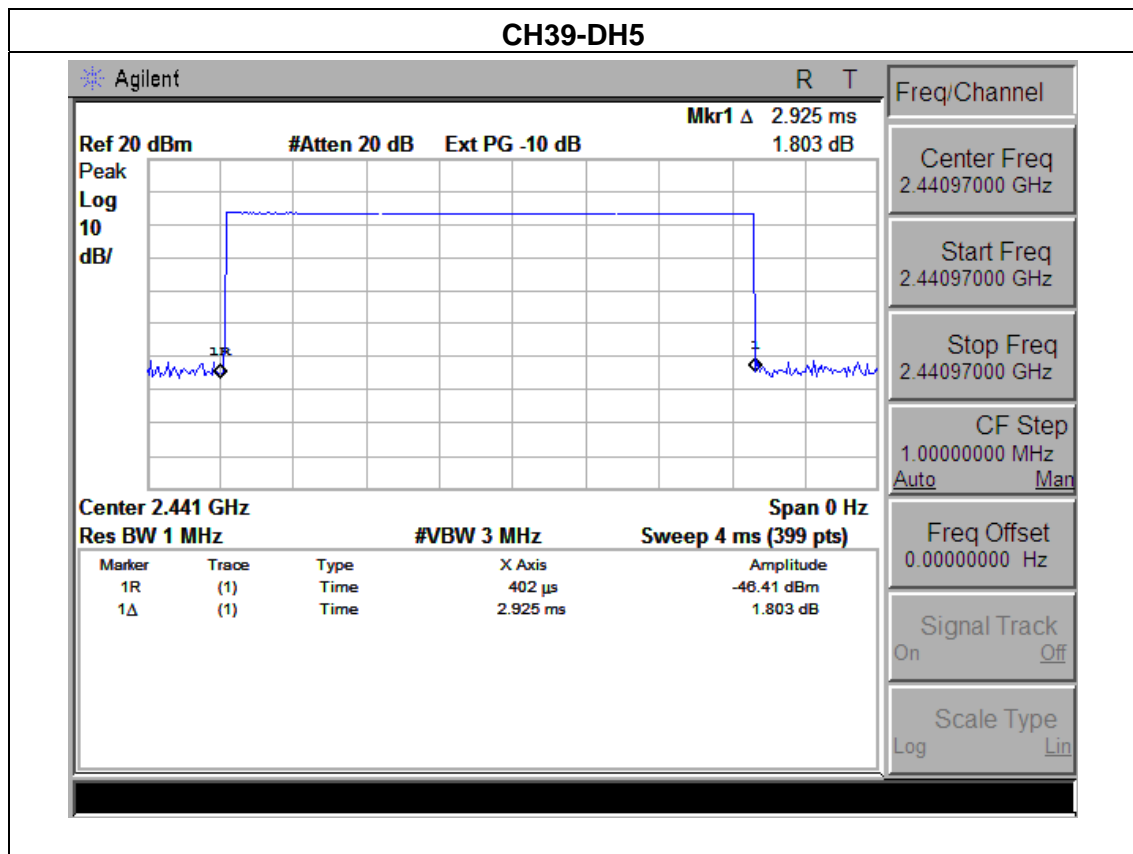 CH39-DH5
Agilent R T
Mkr1 Δ 2.925 ms
Ref 20 dBm #Atten 20 dB Ext PG -10 dB 1.803 dB
Peak
Log
10
dB/
1R
1
Center 2.441 GHz Span 0 Hz
Res BW 1 MHz #VBW 3 MHz Sweep 4 ms (399 pts)
Marker Trace Type X Axis Amplitude
1R (1) Time 402 µs -46.41 dBm
1Δ (1) Time 2.925 ms 1.803 dB
Freq/Channel
Center Freq
2.44097000 GHz
Start Freq
2.44097000 GHz
Stop Freq
2.44097000 GHz
CF Step
1.00000000 MHz
Auto Man
Freq Offset
0.00000000 Hz
Signal Track
On Off
Scale Type
Log Lin